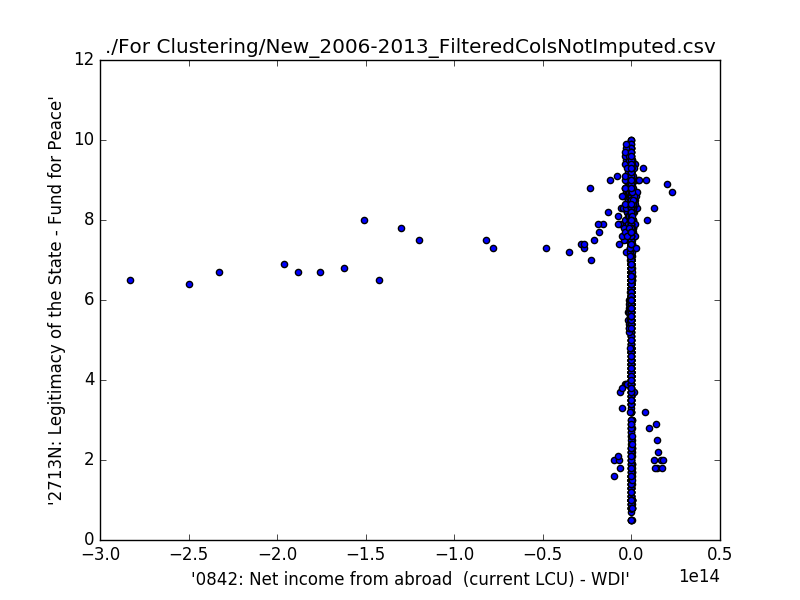 ./For Clustering/New_2006-2013_FilteredColsNotImputed.csv
12
10
8
6
4
2
0
'2713N: Legitimacy of the State - Fund for Peace'
−3.0 −2.5 −2.0 −1.5 −1.0 −0.5 0.0 0.5
1e14
'0842: Net income from abroad  (current LCU) - WDI'